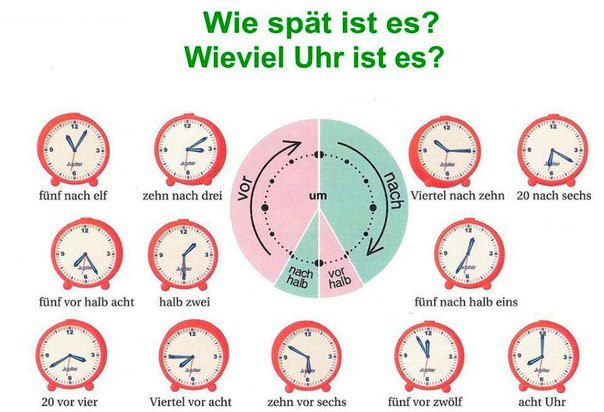 Wie spät ist es?
Wieviel Uhr ist es?
fünf nach elf
zehn nach drei
vor
um
nach
nach halb
vor halb
Viertel nach zehn
20 nach sechs
fünf vor halb acht
halb zwei
fünf nach halb eins
20 vor vier
Viertel vor acht
zehn vor sechs
fünf vor zwölf
acht Uhr